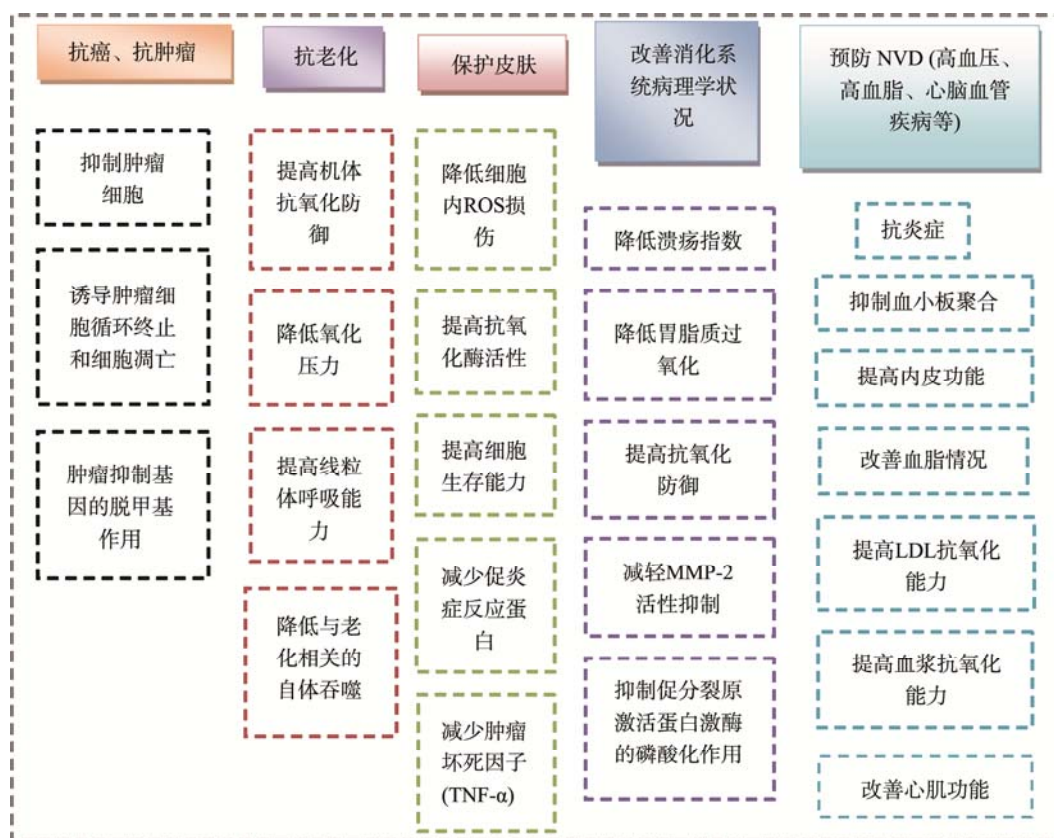 抗癌、抗肿瘤
抑制肿瘤
细胞
诱导肿瘤细
胞循环终止
和细胞凋亡
肿瘤抑制基
因的脱甲基
作用
抗老化
提高机体
抗氧化防
御
降低氧化
压力
提高线粒
体呼吸能
力
降低与老
化相关的
自体吞噬
保护皮肤
降低细胞
内ROS损
伤
提高抗氧
化酶活性
提高细胞
生存能力
减少促炎
症反应蛋
白
减少肿瘤
坏死因子
(TNF-α)
改善消化系
统病理学状
况
降低溃疡指数
降低胃脂质过
氧化
提高抗氧化
防御
减轻MMP-2
活性抑制
抑制促分裂原
激活蛋白激酶
的磷酸化作用
预防 NVD (高血压、
高血脂、心脑血管
疾病等)
抗炎症
抑制血小板聚合
提高内皮功能
改善血脂情况
提高LDL抗氧化
能力
提高血浆抗氧化
能力
改善心肌功能